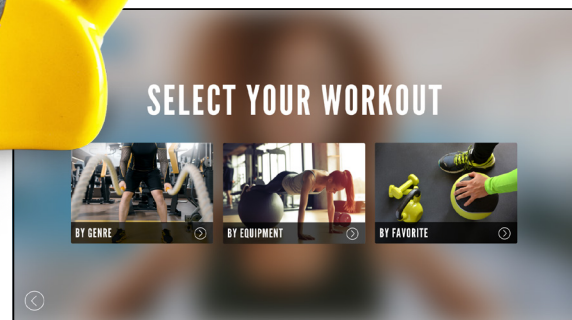 SELECT YOUR WORKOUT
BY GENRE
BY EQUIPMENT
BY FAVORITE